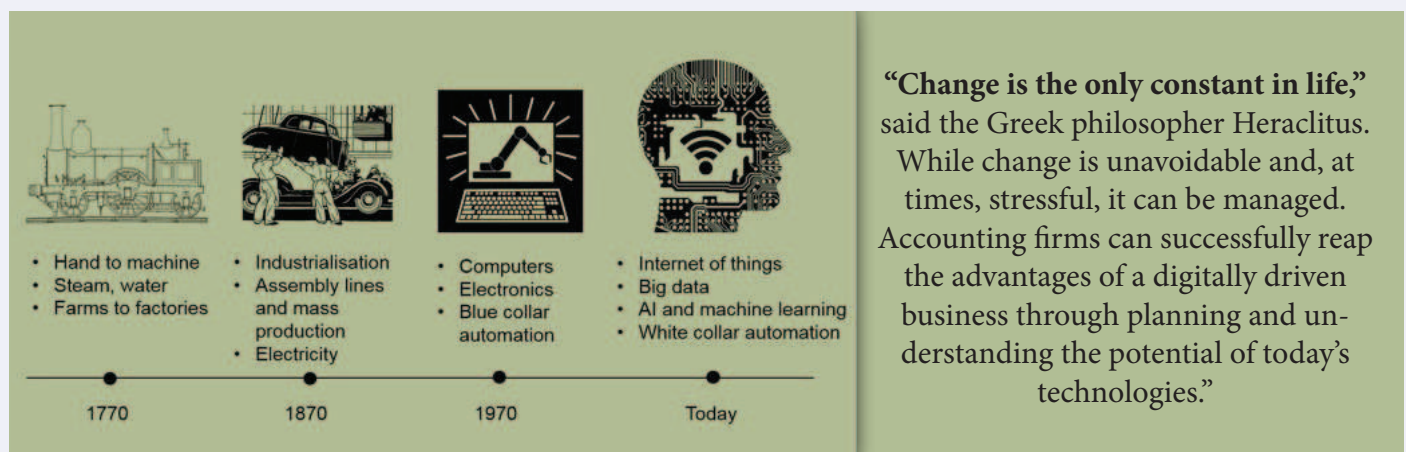 • Hand to machine
• Steam, water
• Farms to factories
1770
• Industrialisation
• Assembly lines
and mass
production
• Electricity
1870
• Computers
• Electronics
• Blue collar
automation
1970
• Internet of things
• Big data
• AI and machine learning
• White collar automation
Today
“Change is the only constant in life,”
said the Greek philosopher Heraclitus.
While change is unavoidable and, at
times, stressful, it can be managed.
Accounting firms can successfully reap
the advantages of a digitally driven
business through planning and un-
derstanding the potential of today’s
technologies.”